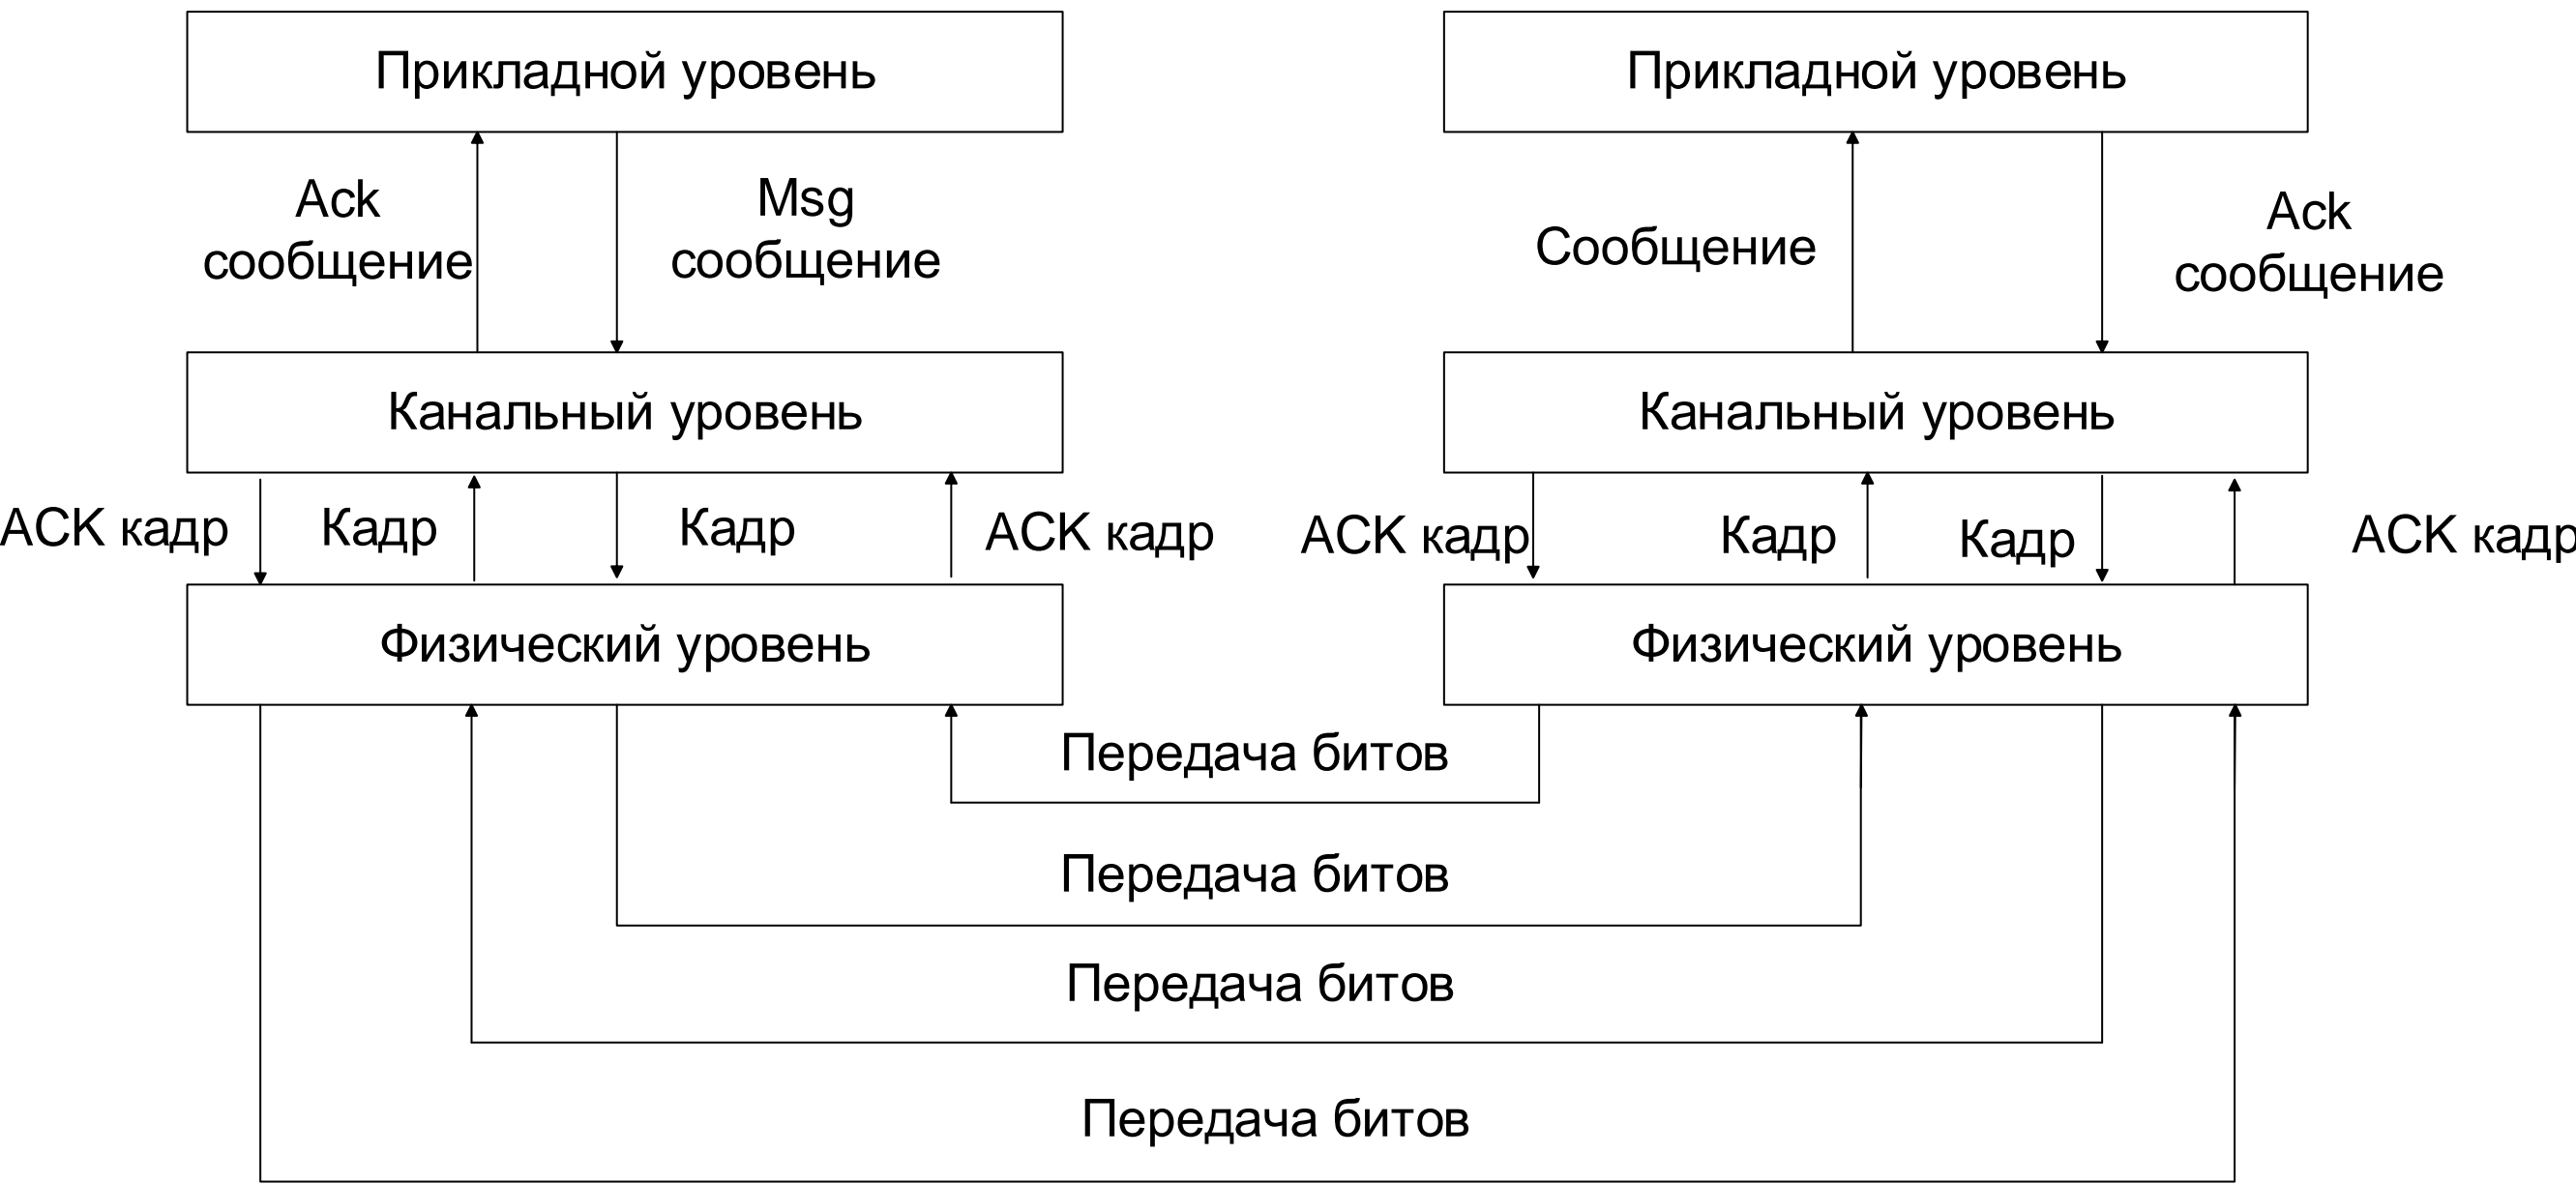 Прикладной уровень
Прикладной уровень
Ack
сообщение
Msg
сообщение
Сообщение
Ack
сообщение
Канальный уровень
Канальный уровень
ACK кадр
Кадр
Кадр
ACK кадр
ACK кадр
Кадр
Кадр
ACK кадр
Физический уровень
Физический уровень
Передача битов
Передача битов
Передача битов
Передача битов